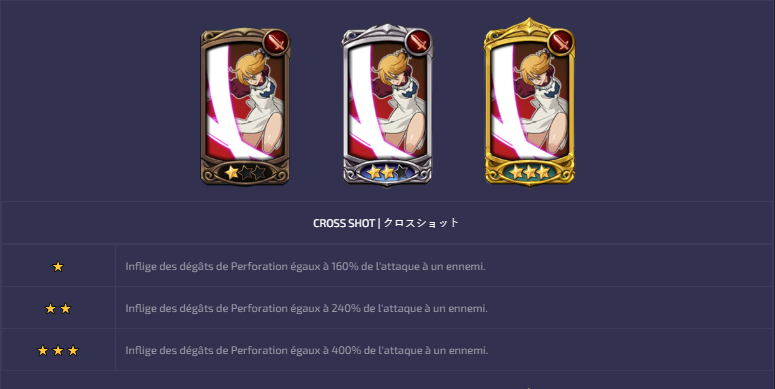 CROSS SHOT | クロスショット
Inflige des dégâts de Perforation égaux à 160% de l'attaque à un ennemi.
Inflige des dégâts de Perforation égaux à 240% de l'attaque à un ennemi.
Inflige des dégâts de Perforation égaux à 400% de l'attaque à un ennemi.